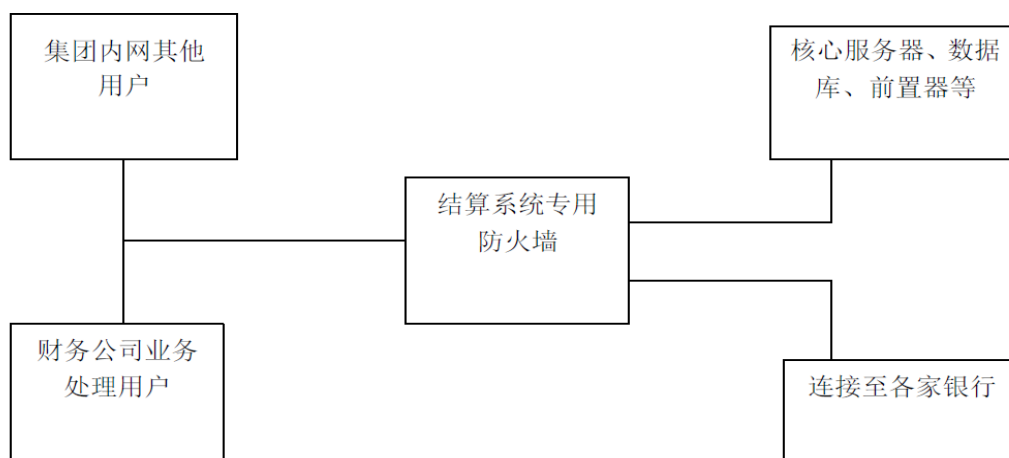 集团内网其他
用户
核心服务器、数据
库、前置器等
结算系统专用
防火墙
财务公司业务
处理用户
连接至各家银行